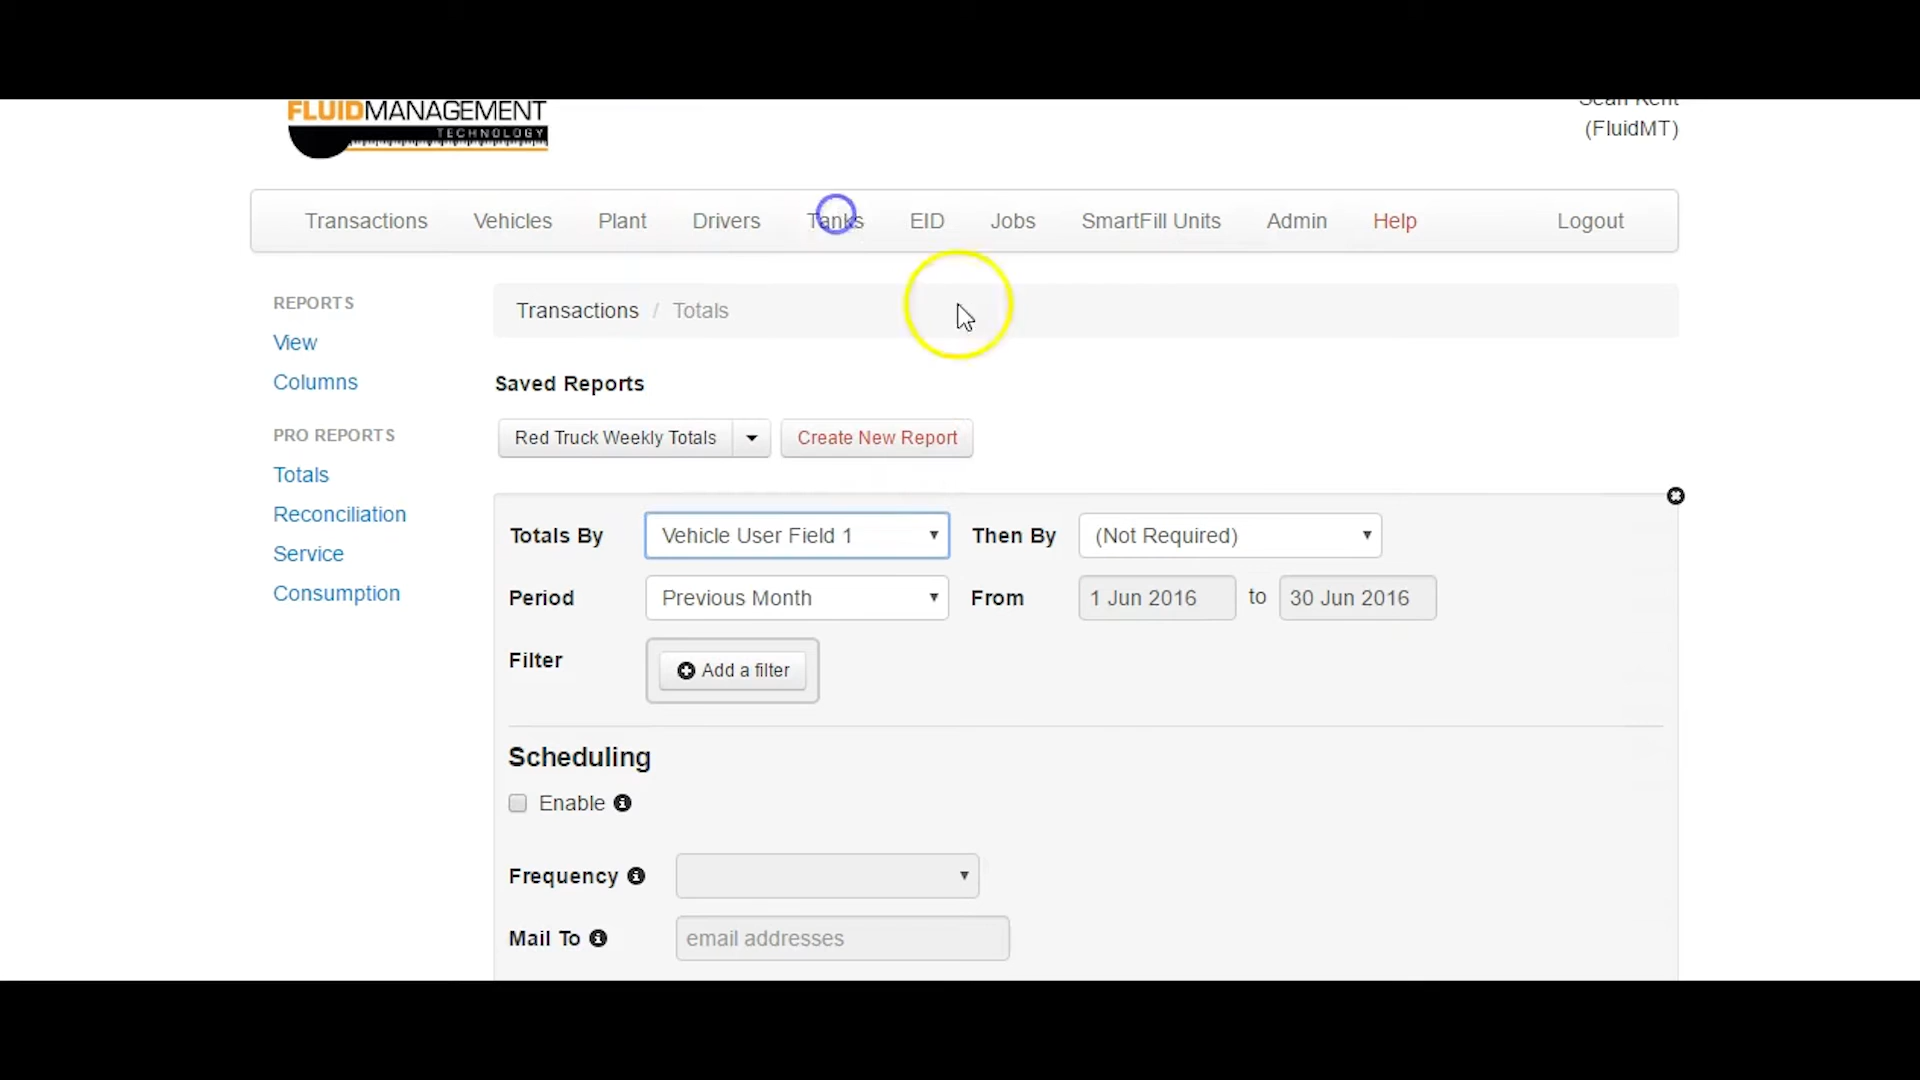 FLUIDMANAGEMENT
TECHNOLOGY
Sean Kent
(FluidMT)
Transactions Vehicles Plant Drivers Tanks EID Jobs SmartFill Units Admin Help Logout
REPORTS
View
Columns
PRO REPORTS
Totals
Reconciliation
Service
Consumption
Transactions / Totals
Saved Reports
Red Truck Weekly Totals Create New Report
Totals By Vehicle User Field 1 Then By (Not Required)
Period Previous Month From 1 Jun 2016 to 30 Jun 2016
Filter Add a filter
Scheduling
Enable
Frequency
Mail To email addresses